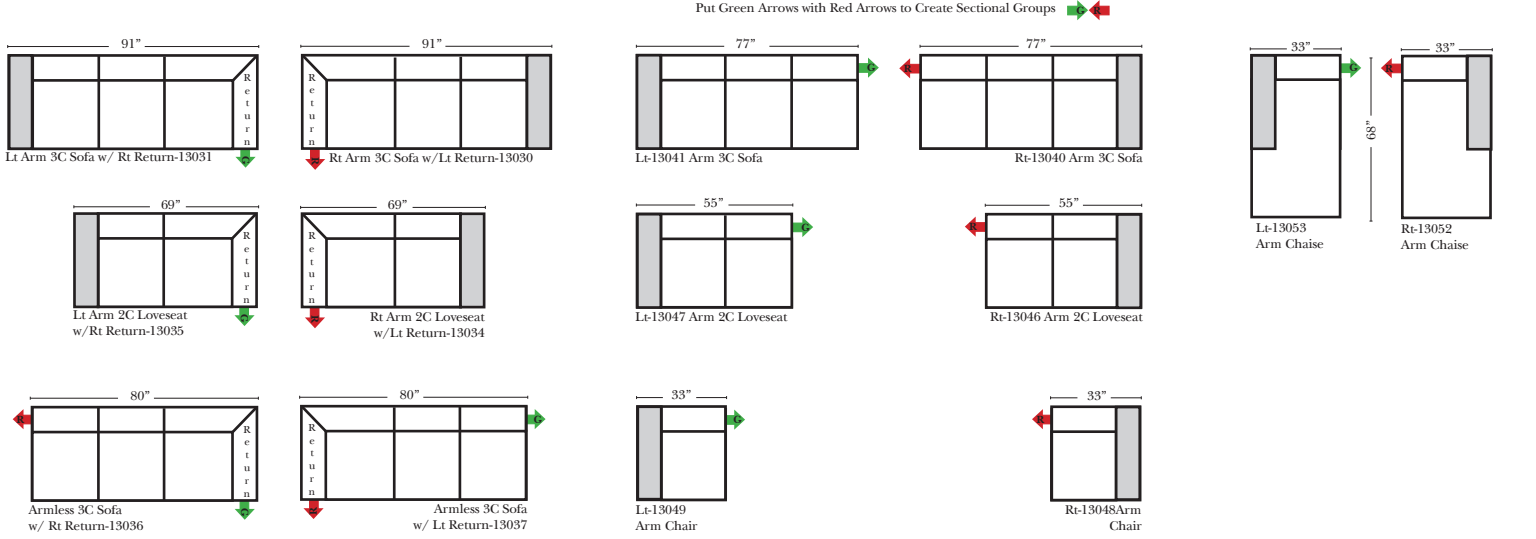 Put Green Arrows with Red Arrows to Create Sectional Groups G R
91” 91” 77” 77” 33” 33”
Return
G
Lt Arm 3C Sofa w/ Rt Return-13031
Return
R
Rt Arm 3C Sofa w/Lt Return-13030
G
Lt-13041 Arm 3C Sofa
R
Rt-13040 Arm 3C Sofa
G
Lt-13053
Arm Chaise
68”
R
Rt-13052
Arm Chaise
69” 69” 55” 55”
Return
G
Lt Arm 2C Loveseat
w/Rt Return-13035
Return
R
Rt Arm 2C Loveseat
w/Lt Return-13034
G
Lt-13047 Arm 2C Loveseat
R
Rt-13046 Arm 2C Loveseat
80” 80” 33” 33”
R
Return
G
Armless 3C Sofa
w/ Rt Return-13036
Return
R
G
Armless 3C Sofa
w/ Lt Return-13037
G
Lt-13049
Arm Chair
R
Rt-13048Arm
Chair